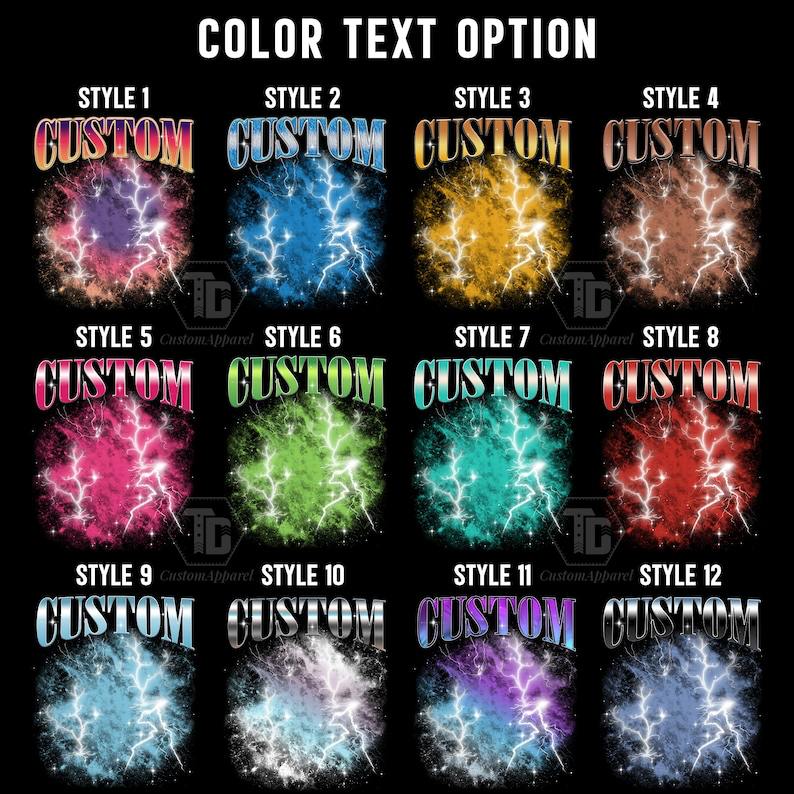 COLOR TEXT OPTION
STYLE 1 STYLE 2 STYLE 3 STYLE 4
CUSTOM CUSTOM CUSTOM CUSTOM
TC TC
CustomApparel CustomApparel
STYLE 5 STYLE 6 STYLE 7 STYLE 8
CUSTOM CUSTOM CUSTOM CUSTOM
TC TC
CustomApparel CustomApparel
STYLE 9 STYLE 10 STYLE 11 STYLE 12
CUSTOM CUSTOM CUSTOM CUSTOM